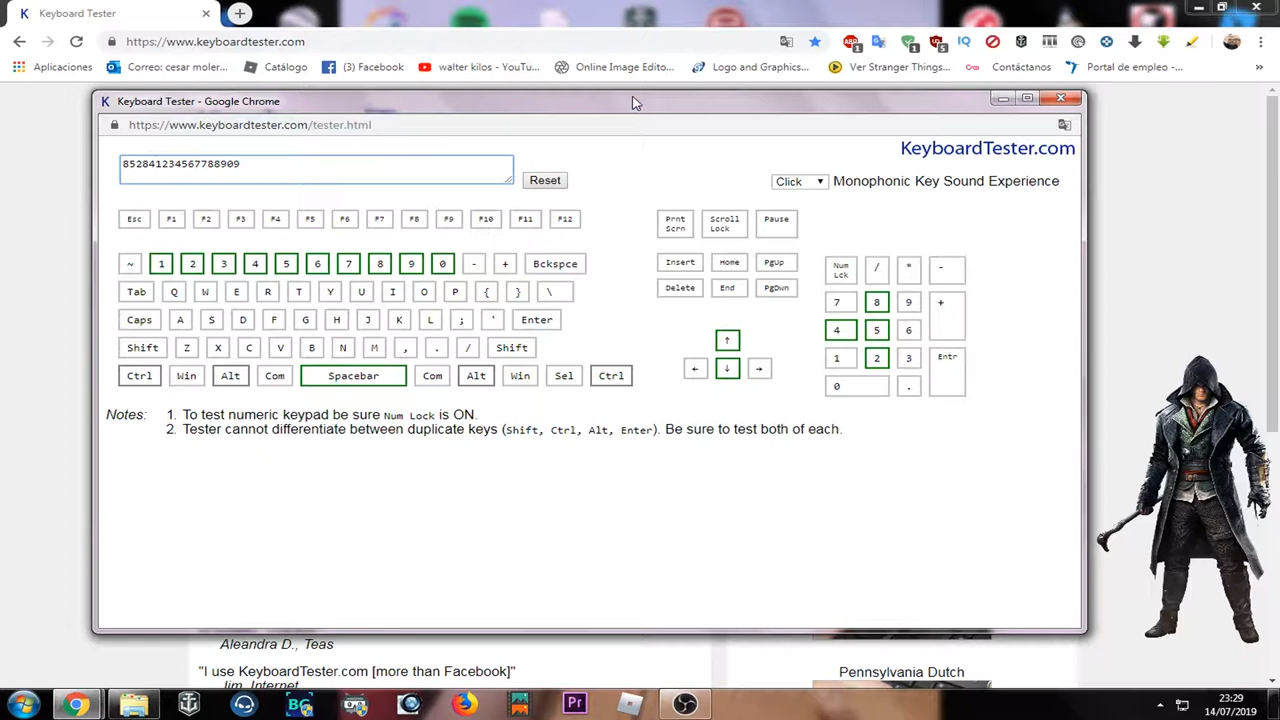 Keyboard Tester
https://www.keyboardtester.com
1
1
5
IQ
Aplicaciones
Correo: cesar moler...
Catálogo
(3) Facebook
walter kilos - YouTu...
Online Image Edito...
Logo and Graphics...
Ver Stranger Things...
Contáctanos
Portal de empleo -...
»
Keyboard Tester - Google Chrome
https://www.keyboardtester.com/tester.html
KeyboardTester.com
852841234567788909
Reset
Click
Monophonic Key Sound Experience
Esc F1 F2 F3 F4 F5 F6 F7 F8 F9 F10 F11 F12
Prnt Scrn
Scroll Lock
Pause
~ 1 2 3 4 5 6 7 8 9 0 - + Bckspce
Insert Home PgUp
Num Lck / * -
Tab Q W E R T Y U I O P { } \
Delete End PgDwn
7 8 9 +
Caps A S D F G H J K L ; ' Enter
4 5 6
Shift Z X C V B N M , . / Shift
↑
1 2 3 Entr
Ctrl Win Alt Com Spacebar Com Alt Win Sel Ctrl
← ↓ →
0 .
Notes: 1. To test numeric keypad be sure Num Lock is ON.
2. Tester cannot differentiate between duplicate keys (Shift, Ctrl, Alt, Enter). Be sure to test both of each.
Aleandra D., Teas
"I use KeyboardTester.com [more than Facebook]"
Jim, Internet
Pennsylvania Dutch
BG
Pr
23:29
14/07/2019